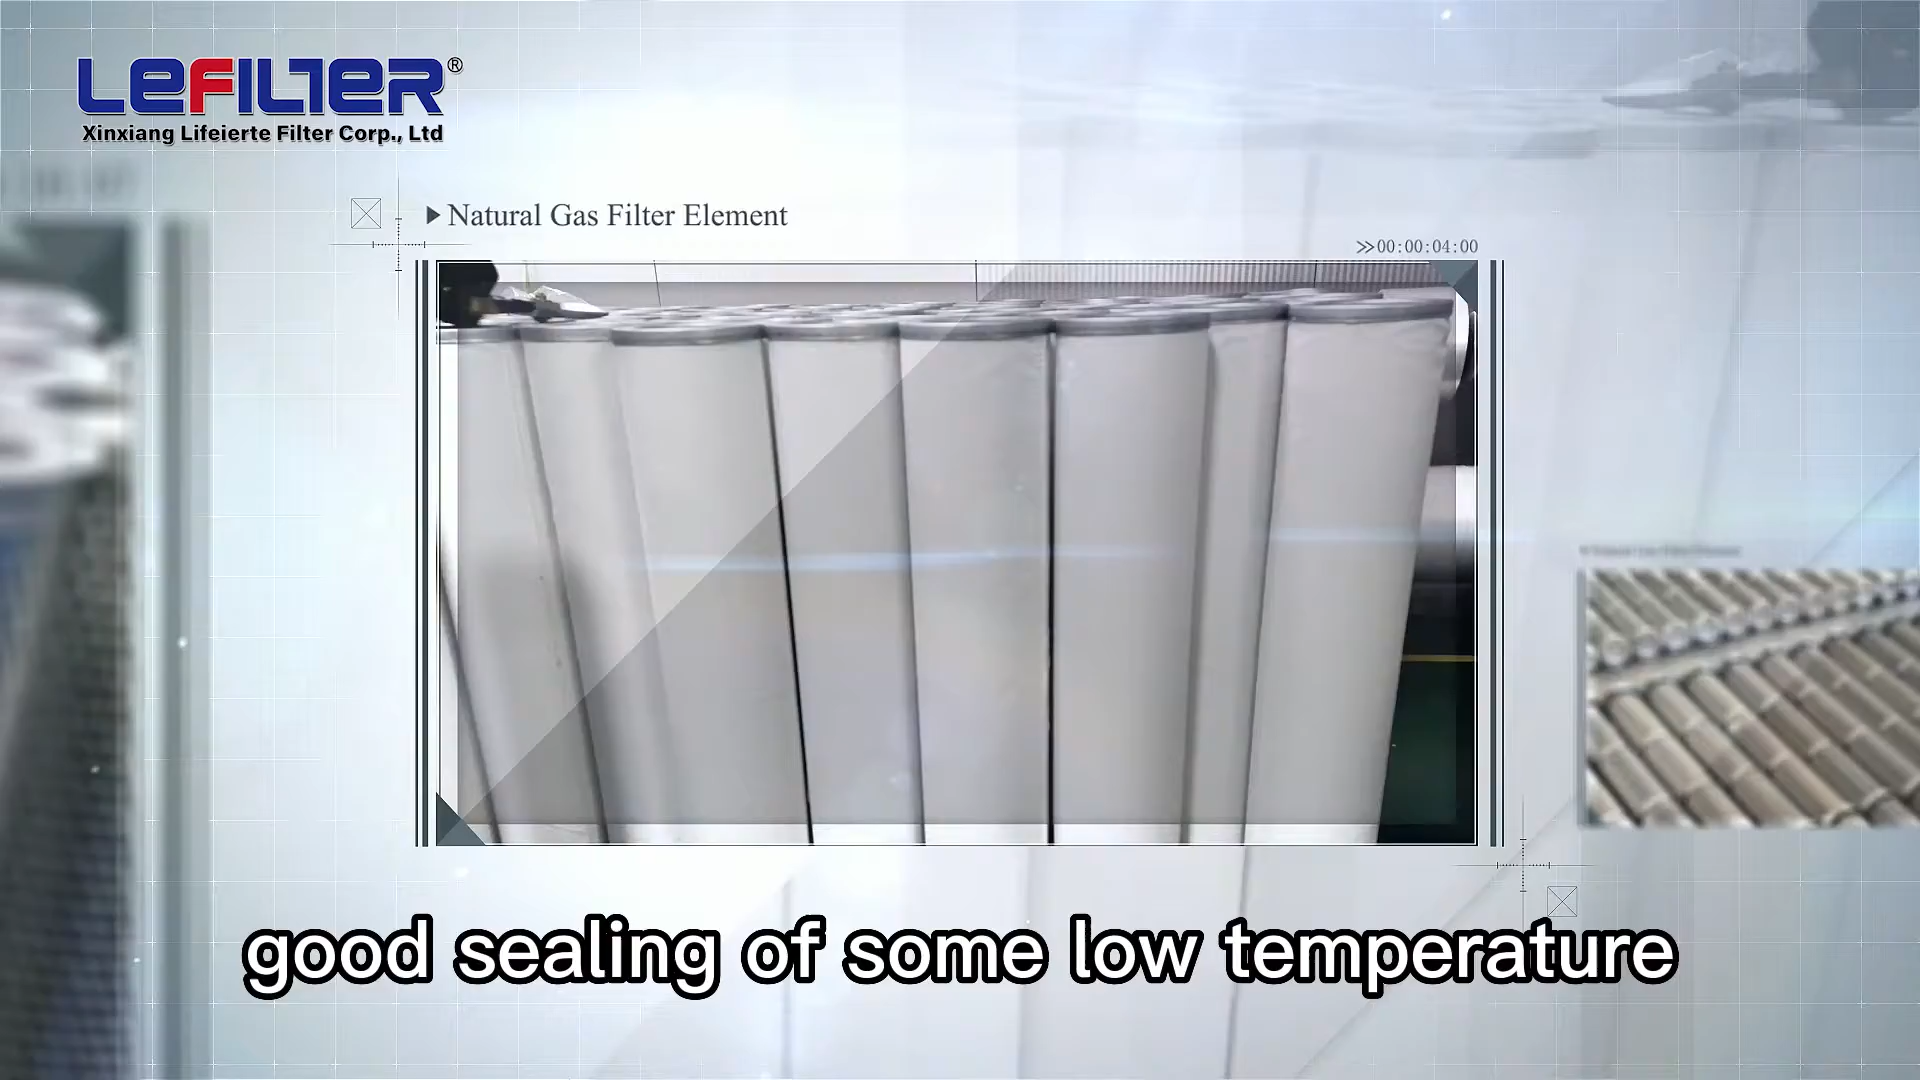 LEFILTER®
Xinxiang Lifeierte Filter Corp., Ltd
Natural Gas Filter Element
>>00:00:04:00
good sealing of some low temperature